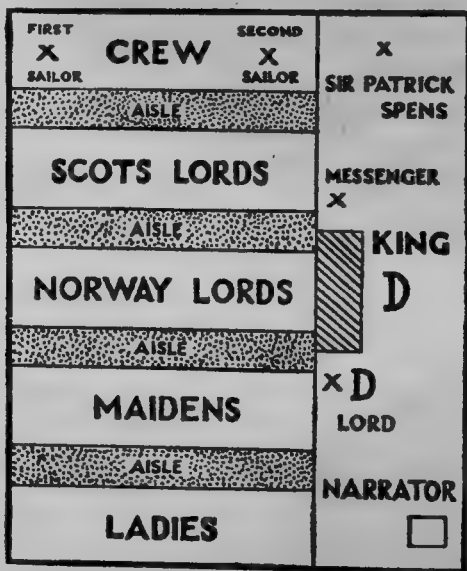 FIRST SECOND
X CREW X
SAILOR SAILOR
AISLE
SCOTS LORDS
AISLE
NORWAY LORDS
AISLE
MAIDENS
AISLE
LADIES
X
SIR PATRICK
SPENS
MESSENGER
X
KING
D
X D
LORD
NARRATOR